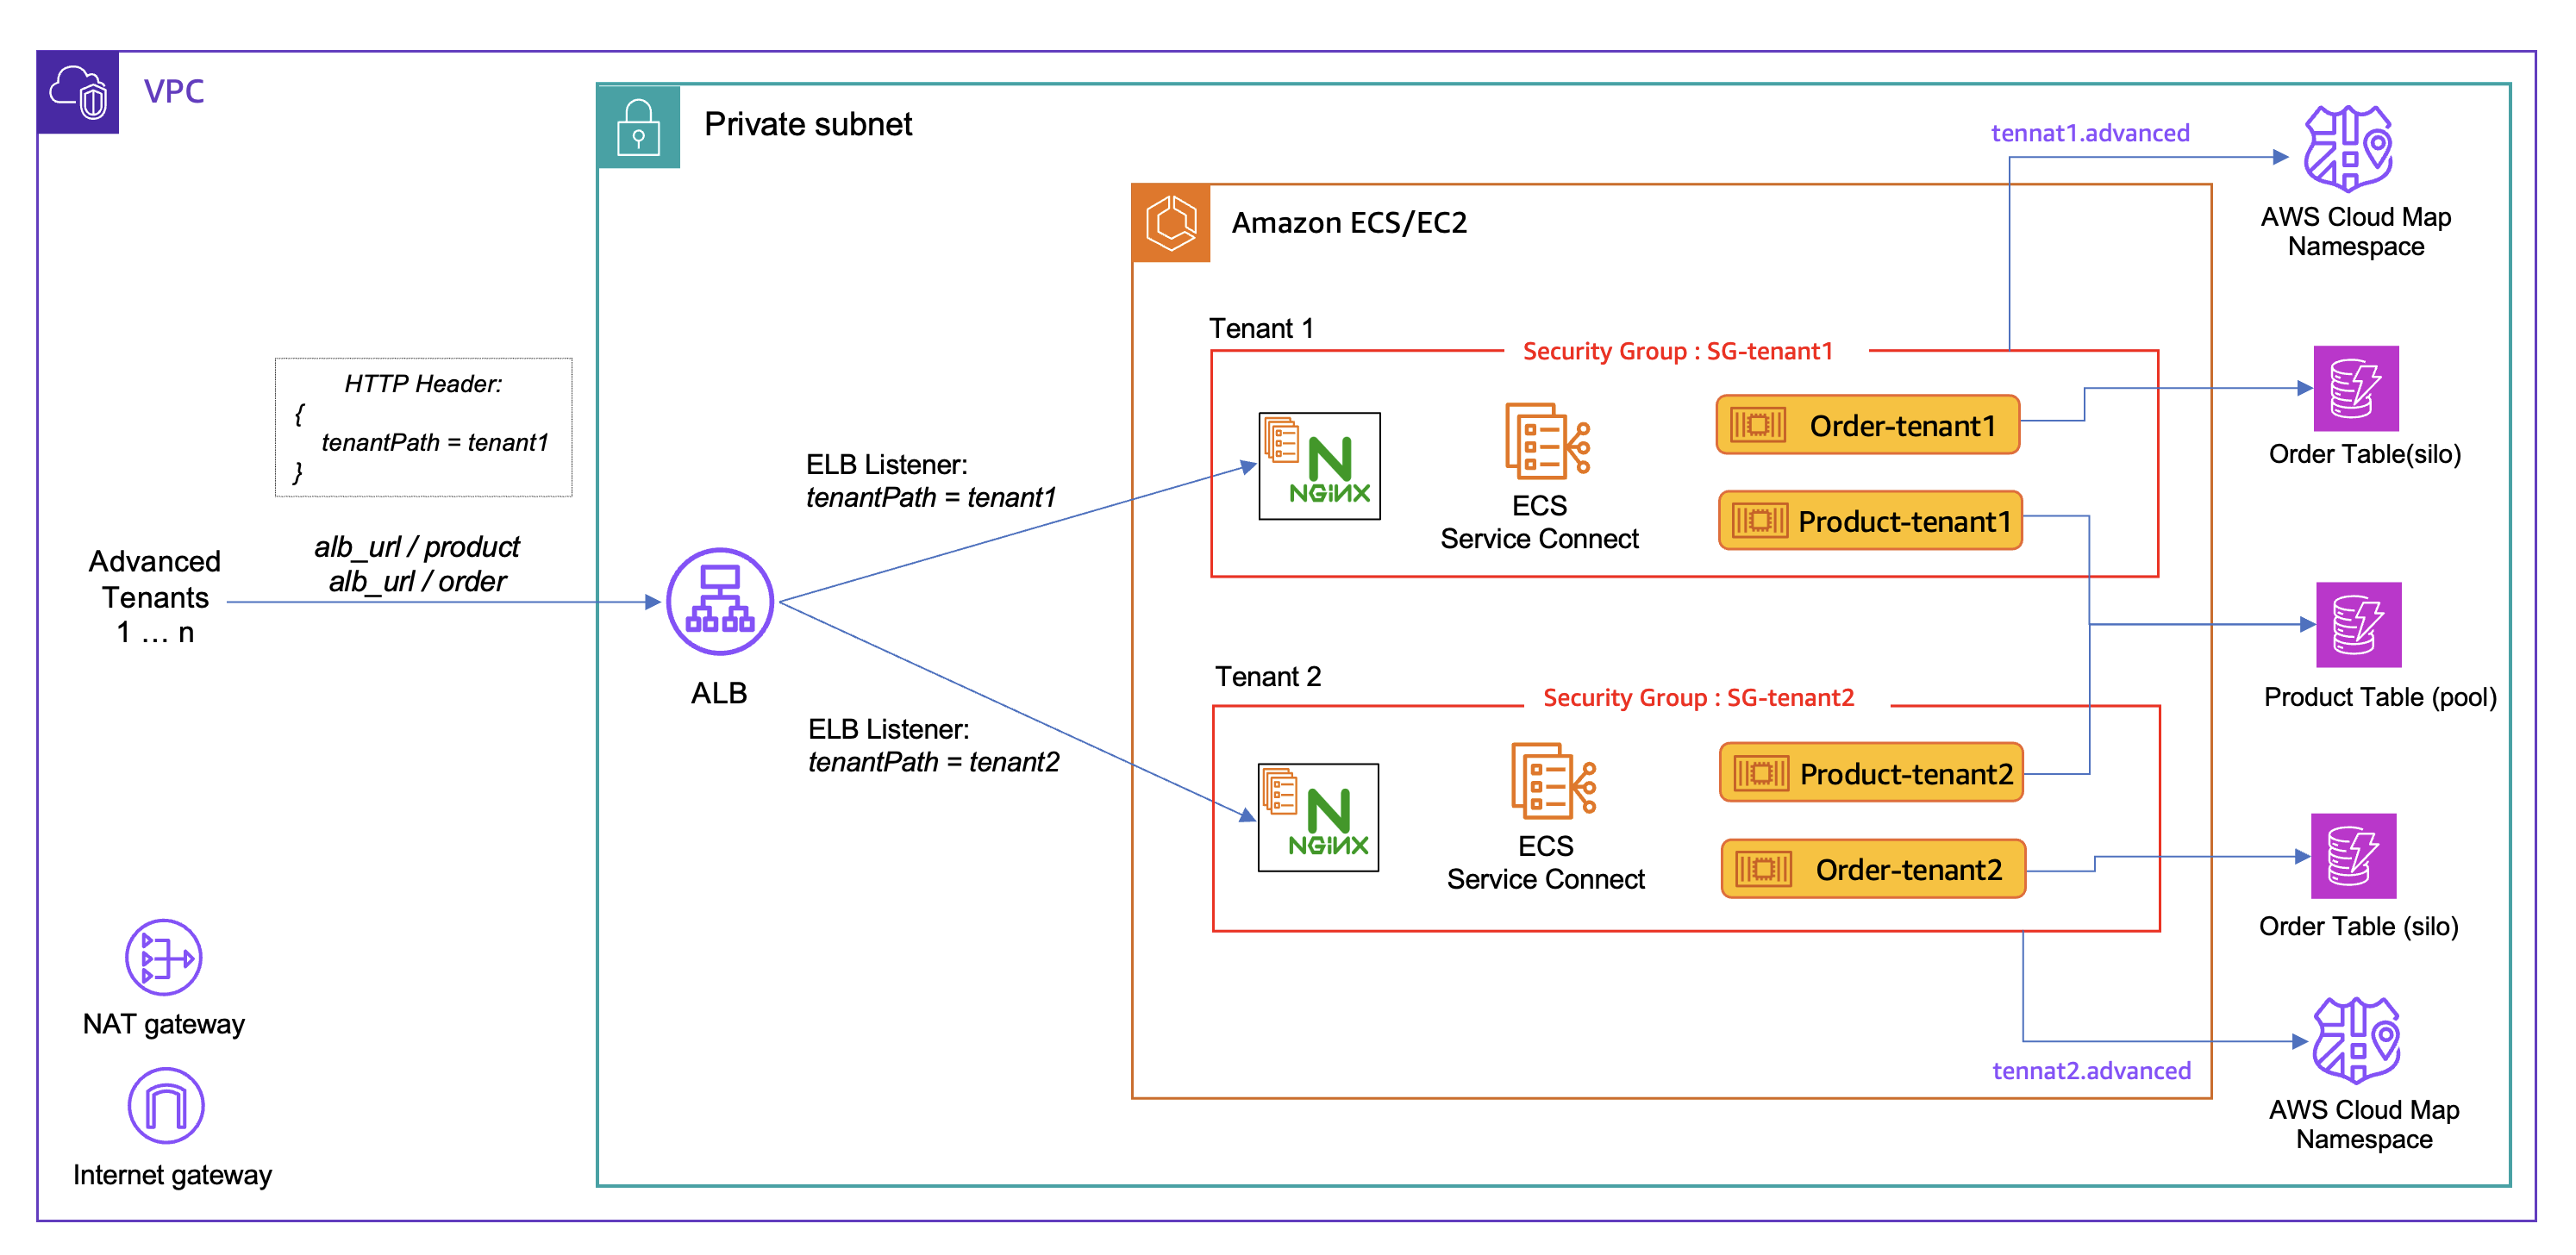 VPC
Private subnet
tennat1.advanced
AWS Cloud Map
Namespace
Amazon ECS/EC2
Tenant 1
Security Group : SG-tenant1
HTTP Header:
{
tenantPath = tenant1
}
ELB Listener:
tenantPath = tenant1
NGINX
ECS
Service Connect
Order-tenant1
Product-tenant1
Order Table(silo)
Advanced
Tenants
1 ... n
alb_url / product
alb_url / order
ALB
Product Table (pool)
Tenant 2
Security Group : SG-tenant2
ELB Listener:
tenantPath = tenant2
NGINX
ECS
Service Connect
Product-tenant2
Order-tenant2
Order Table (silo)
NAT gateway
Internet gateway
tennat2.advanced
AWS Cloud Map
Namespace